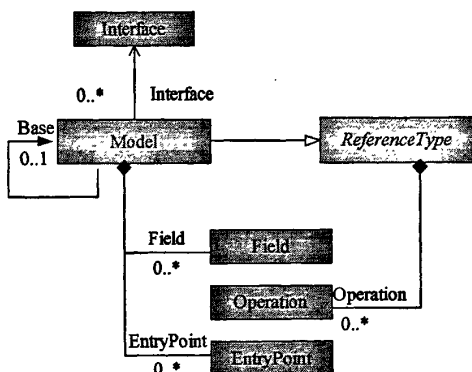 Interface
0..* Interface
Base
0..1
Model
ReferenceType
Field
0..*
Field
Operation
Operation
0..*
EntryPoint
0..*
EntryPoint